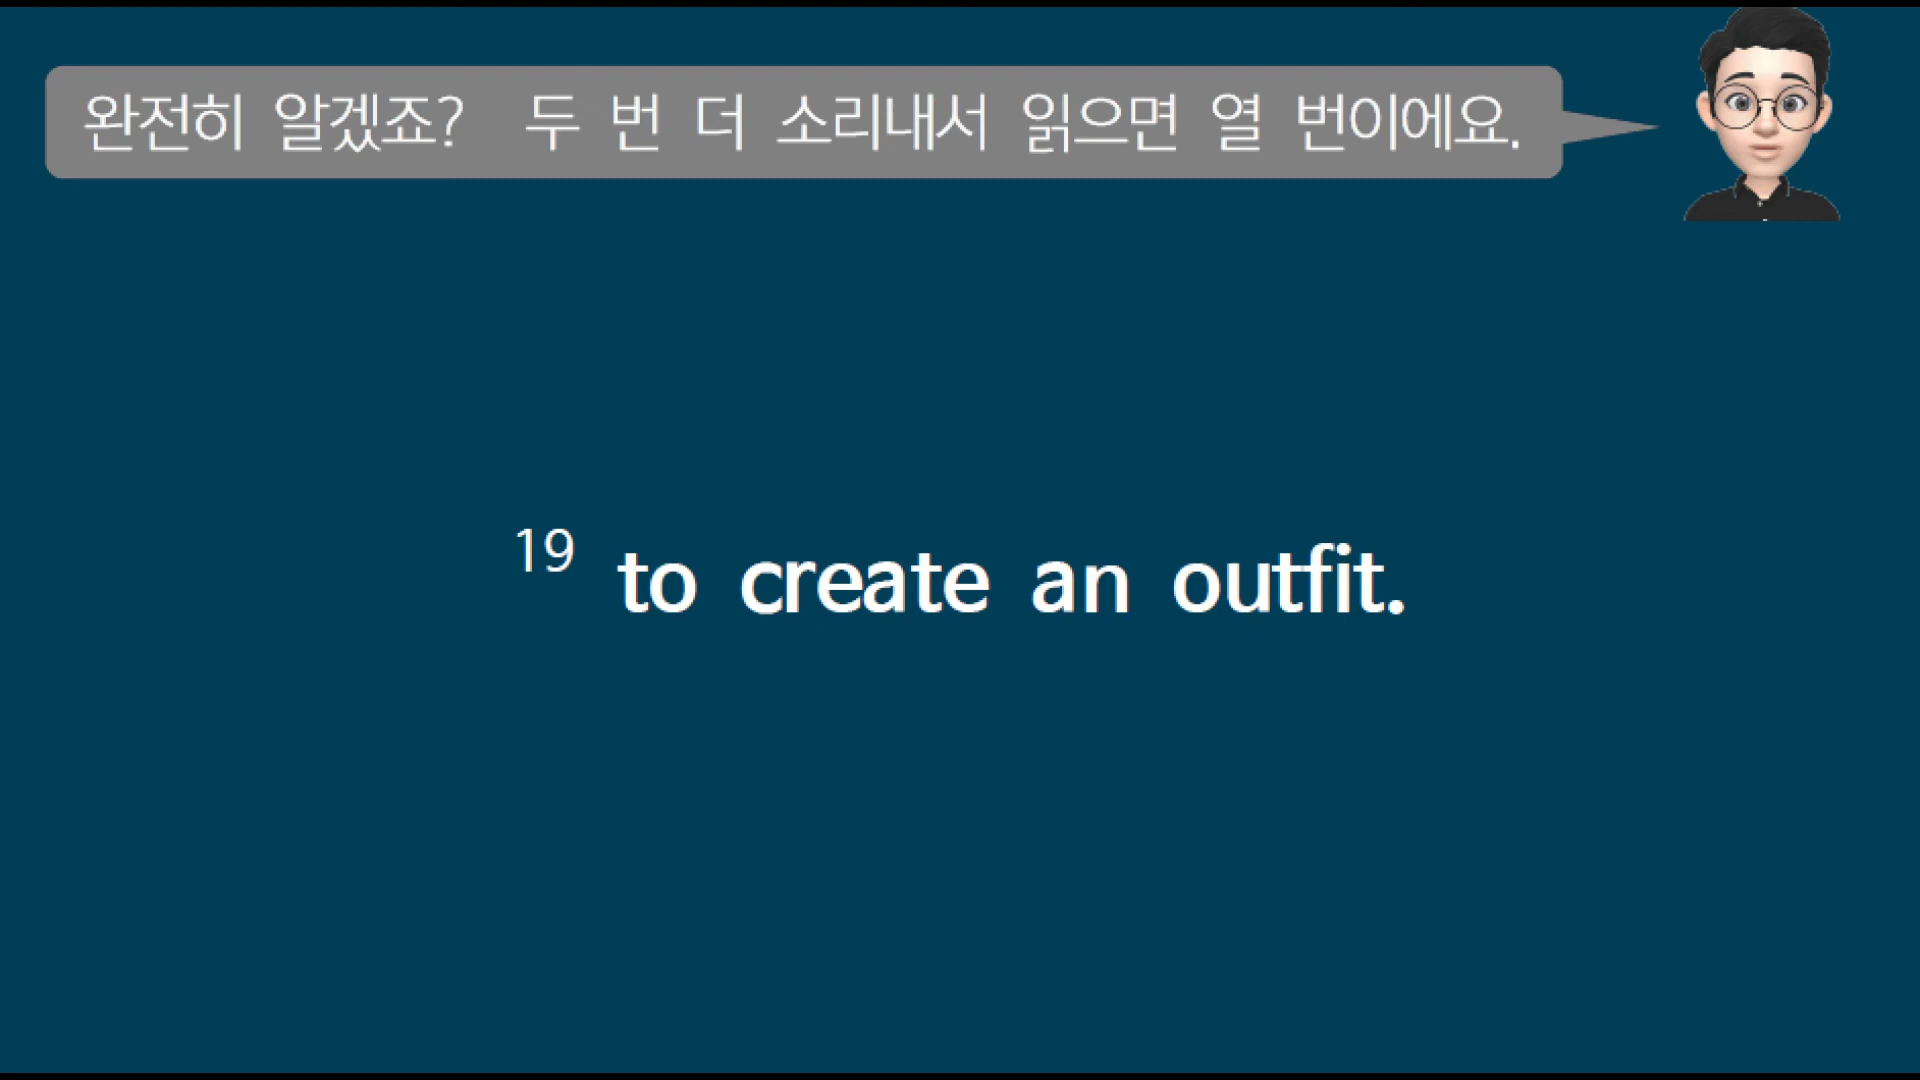 완전히 알겠죠? 두 번 더 소리내서 읽으면 열 번이에요.
19 to create an outfit.